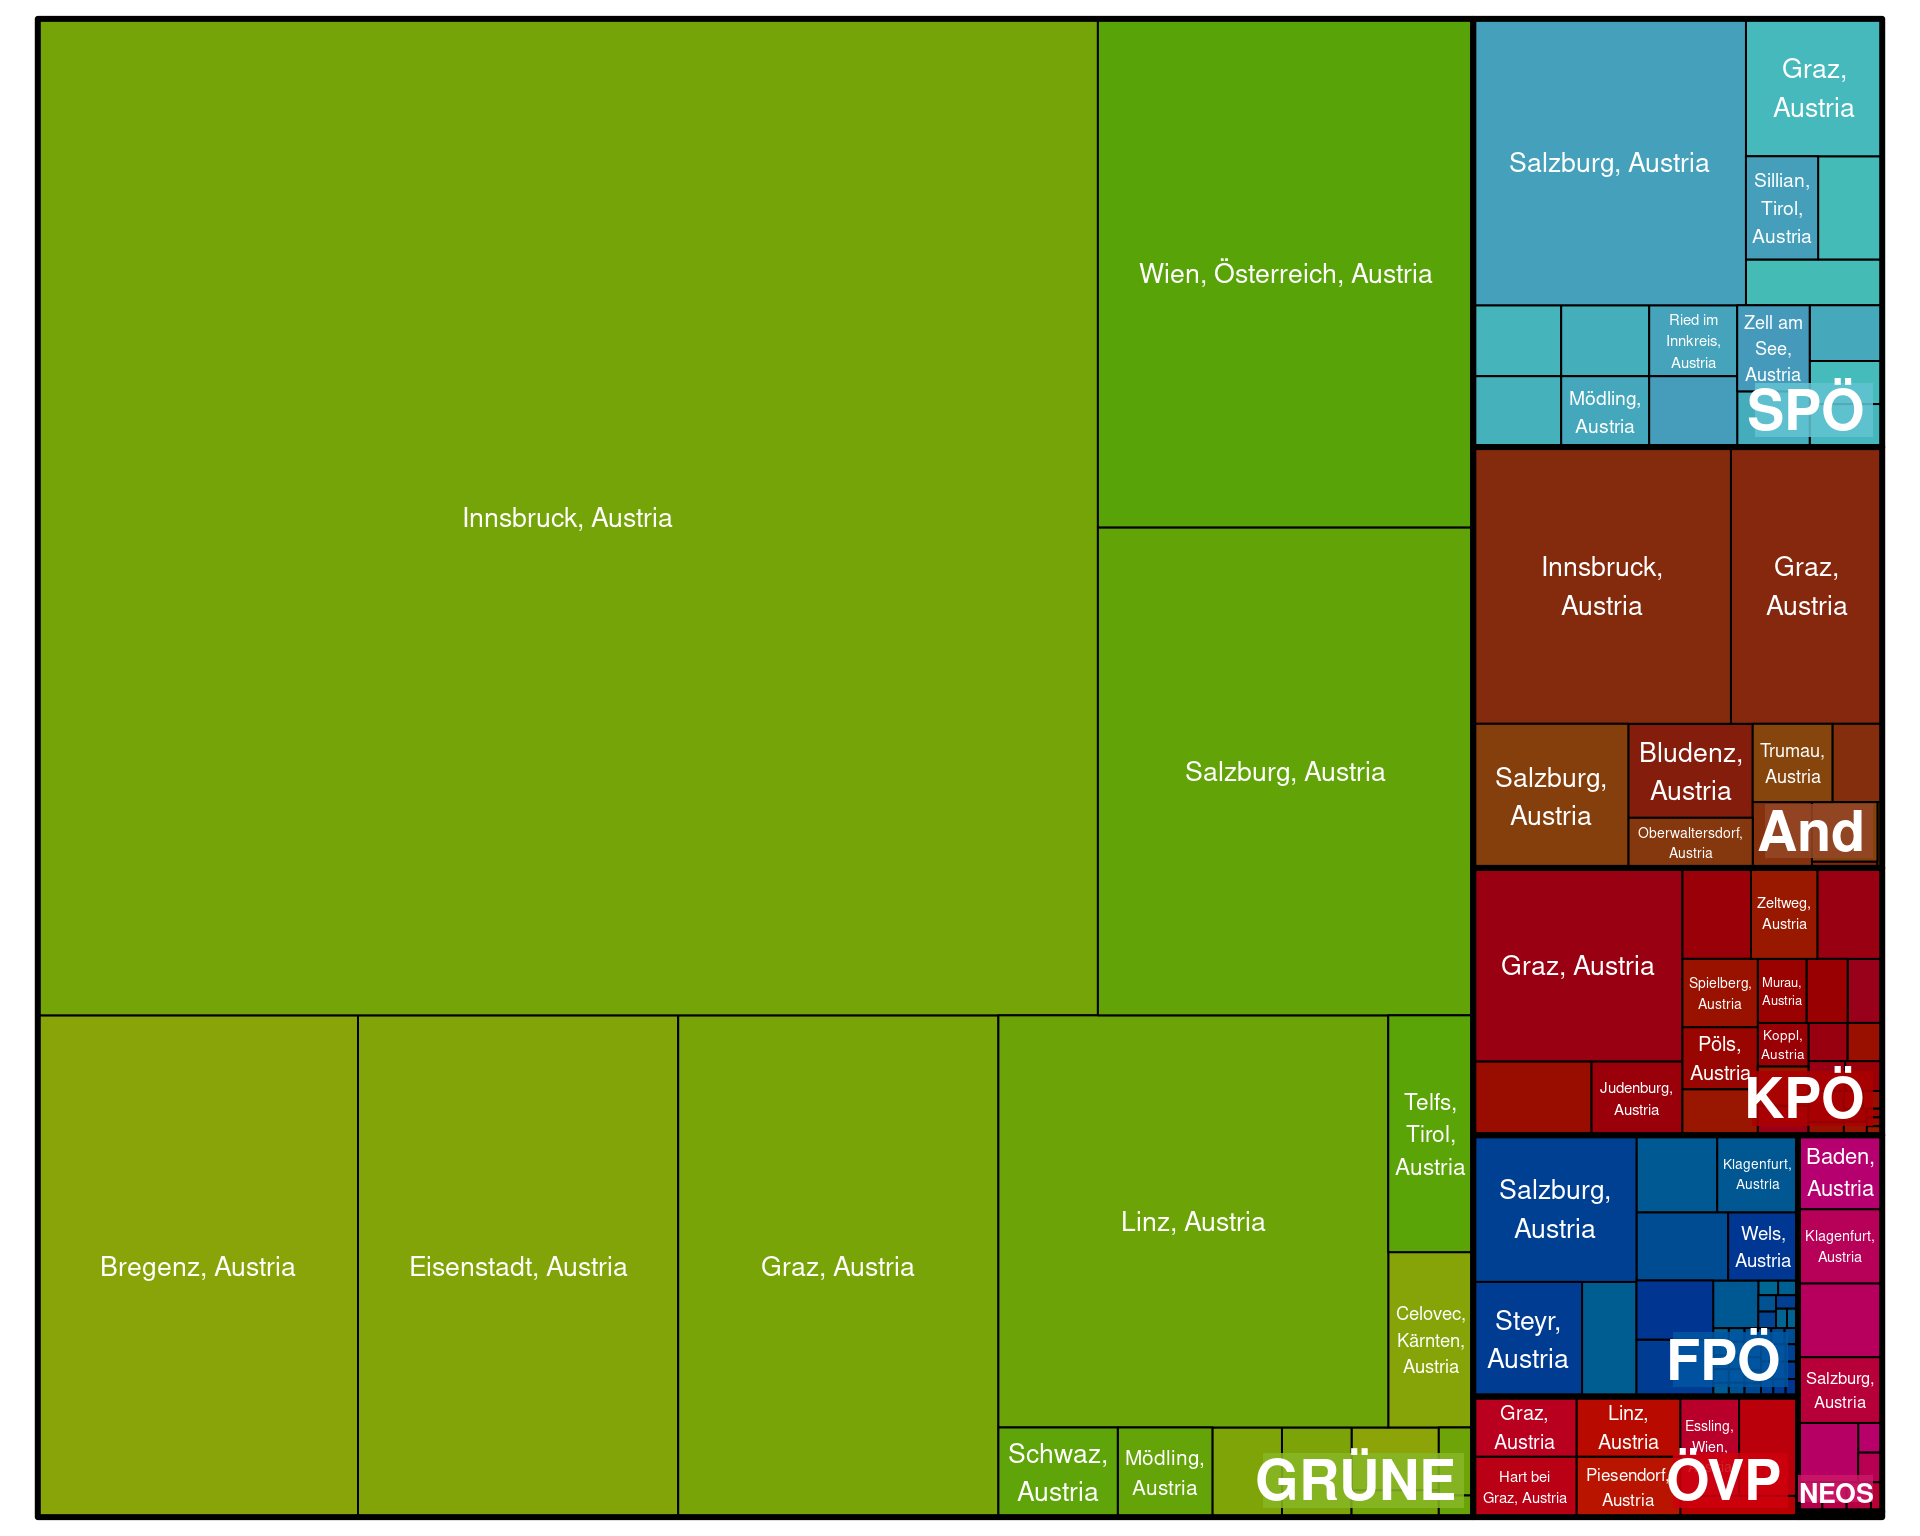 Innsbruck, Austria
Wien, Österreich, Austria
Salzburg, Austria
Bregenz, Austria
Eisenstadt, Austria
Graz, Austria
Linz, Austria
Telfs,
Tirol,
Austria
Celovec,
Kärnten,
Austria
Schwaz,
Austria
Mödling,
Austria
GRÜNE
Salzburg, Austria
Graz,
Austria
Sillian,
Tirol,
Austria
Ried im
Innkreis,
Austria
Zell am
See,
Austria
Mödling,
Austria
SPÖ
Innsbruck,
Austria
Graz,
Austria
Salzburg,
Austria
Bludenz,
Austria
Trumau,
Austria
Oberwaltersdorf,
Austria
And
Graz, Austria
Zeltweg,
Austria
Spielberg,
Austria
Murau,
Austria
Pöls,
Austria
Koppl,
Austria
Judenburg,
Austria
KPÖ
Salzburg,
Austria
Klagenfurt,
Austria
Wels,
Austria
Steyr,
Austria
FPÖ
Baden,
Austria
Klagenfurt,
Austria
Salzburg,
Austria
NEOS
Graz,
Austria
Linz,
Austria
Essling,
Wien,
Hart bei
Graz, Austria
Piesendorf,
Austria
ÖVP